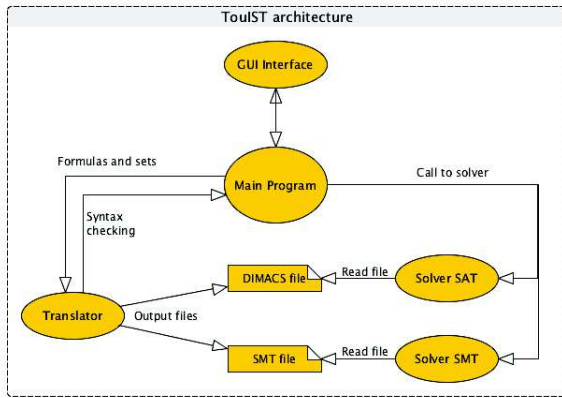 TouIST architecture
GUI Interface
Formulas and sets
Main Program
Call to solver
Syntax
checking
DIMACS file
Read file
Solver SAT
Translator
Output files
SMT file
Read file
Solver SMT